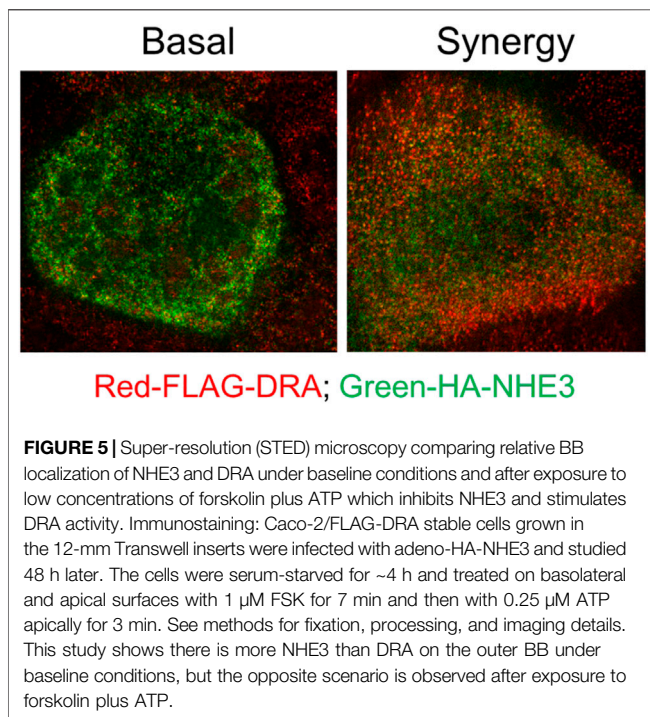 Basal Synergy
Red-FLAG-DRA; Green-HA-NHE3
FIGURE 5 | Super-resolution (STED) microscopy comparing relative BB
localization of NHE3 and DRA under baseline conditions and after exposure to
low concentrations of forskolin plus ATP which inhibits NHE3 and stimulates
DRA activity. Immunostaining: Caco-2/FLAG-DRA stable cells grown in
the 12-mm Transwell inserts were infected with adeno-HA-NHE3 and studied
48 h later. The cells were serum-starved for ~4 h and treated on basolateral
and apical surfaces with 1 µM FSK for 7 min and then with 0.25 µM ATP
apically for 3 min. See methods for fixation, processing, and imaging details.
This study shows there is more NHE3 than DRA on the outer BB under
baseline conditions, but the opposite scenario is observed after exposure to
forskolin plus ATP.